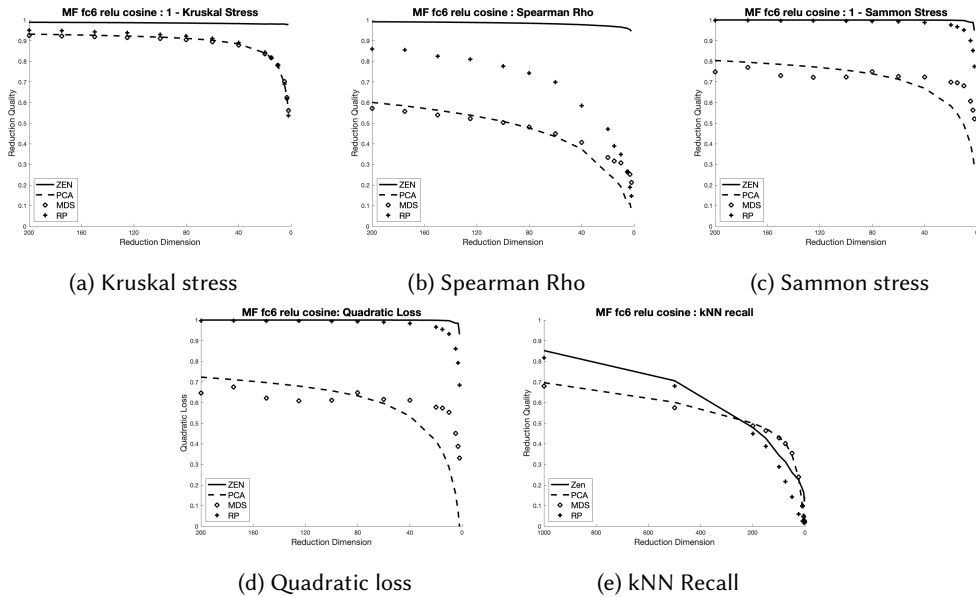 MF fc6 relu cosine : 1 - Kruskal Stress
1
0.9
0.8
0.7
0.6
0.5
0.4
0.3
0.2
0.1
0
Reduction Quality
ZEN
PCA
MDS
RP
200 160 120 80 40 0
Reduction Dimension
(a) Kruskal stress
MF fc6 relu cosine : Spearman Rho
1
0.9
0.8
0.7
0.6
0.5
0.4
0.3
0.2
0.1
0
Reduction Quality
ZEN
PCA
MDS
RP
200 160 120 80 40 0
Reduction Dimension
(b) Spearman Rho
MF fc6 relu cosine : 1 - Sammon Stress
1
0.9
0.8
0.7
0.6
0.5
0.4
0.3
0.2
0.1
0
Reduction Quality
ZEN
PCA
MDS
RP
200 160 120 80 40
Reduction Dimension
(c) Sammon stress
MF fc6 relu cosine: Quadratic Loss
1
0.9
0.8
0.7
0.6
0.5
0.4
0.3
0.2
0.1
0
Quadratic Loss
ZEN
PCA
MDS
RP
200 160 120 80 40 0
Reduction Dimension
(d) Quadratic loss
MF fc6 relu cosine : kNN recall
1
0.9
0.8
0.7
0.6
0.5
0.4
0.3
0.2
0.1
0
Reduction Quality
Zen
PCA
MDS
RP
1000 800 600 400 200 0
Reduction Dimension
(e) kNN Recall